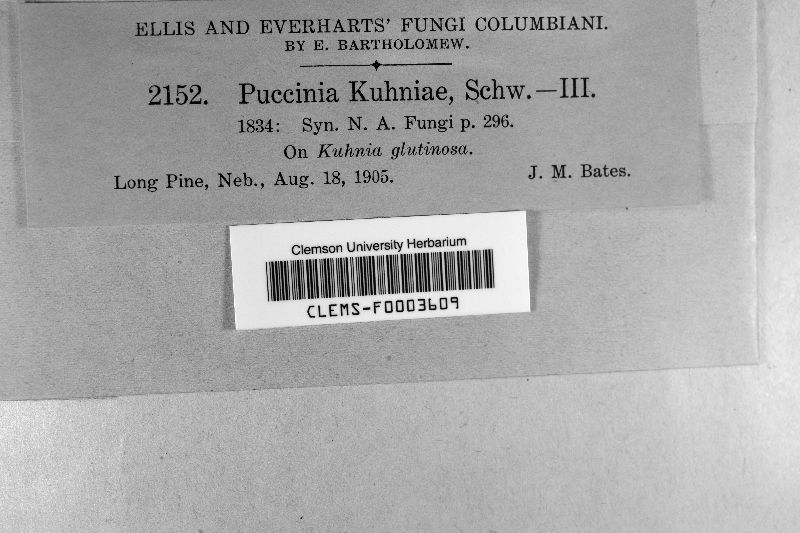 ELLIS AND EVERHARTS' FUNGI COLUMBIANI.
BY E. BARTHOLOMEW.
2152. Puccinia Kuhniae, Schw.—III.
1834: Syn. N. A. Fungi p. 296.
On Kuhnia glutinosa.
Long Pine, Neb., Aug. 18, 1905. J. M. Bates.
Clemson University Herbarium
CLEMS-F0003609